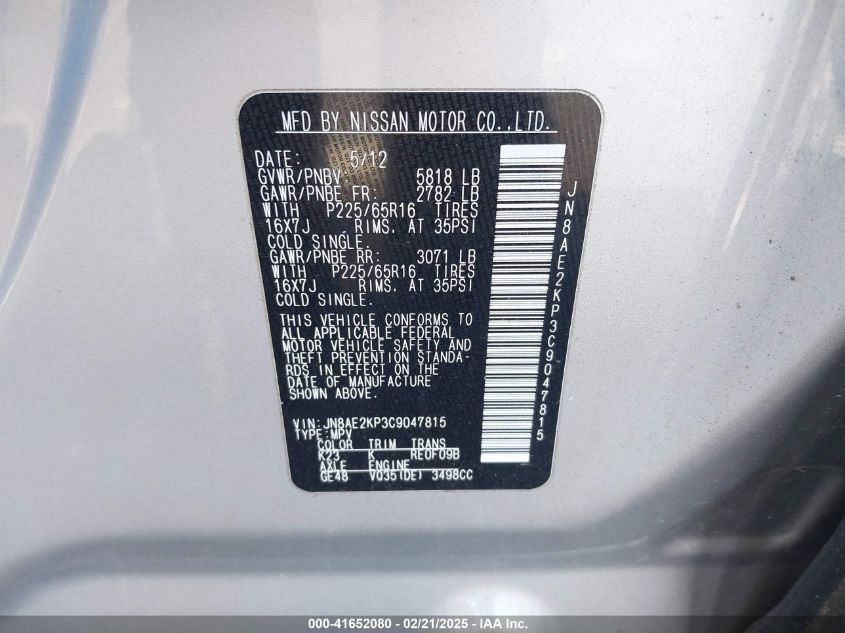 MFD BY NISSAN MOTOR CO.,LTD.
DATE: 5/12
GVWR/PNBV: 5818 LB
GAWR/PNBE FR: 2782 LB
WITH P225/65R16 TIRES
16X7J RIMS, AT 35PSI
COLD SINGLE.
GAWR/PNBE RR: 3071 LB
WITH P225/65R16 TIRES
16X7J RIMS, AT 35PSI
COLD SINGLE.
THIS VEHICLE CONFORMS TO
ALL APPLICABLE FEDERAL
MOTOR VEHICLE SAFETY AND
THEFT PREVENTION STANDA-
RDS IN EFFECT ON THE
DATE OF MANUFACTURE
SHOWN ABOVE.
VIN:JN8AE2KP3C9047815
TYPE:MPV
COLOR TRIM TRANS
K23 K RE0F09B
AXLE ENGINE
GE48 VQ35(DE) 3498CC
JN8AE2KP3C9047815
000-41652080 - 02/21/2025 - IAA Inc.